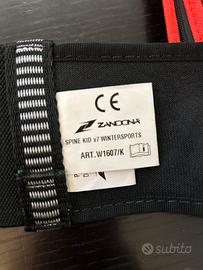 CE
ZANDONA
SPINE KID x7 WINTERSPORTS
ART.W1607/K
subito